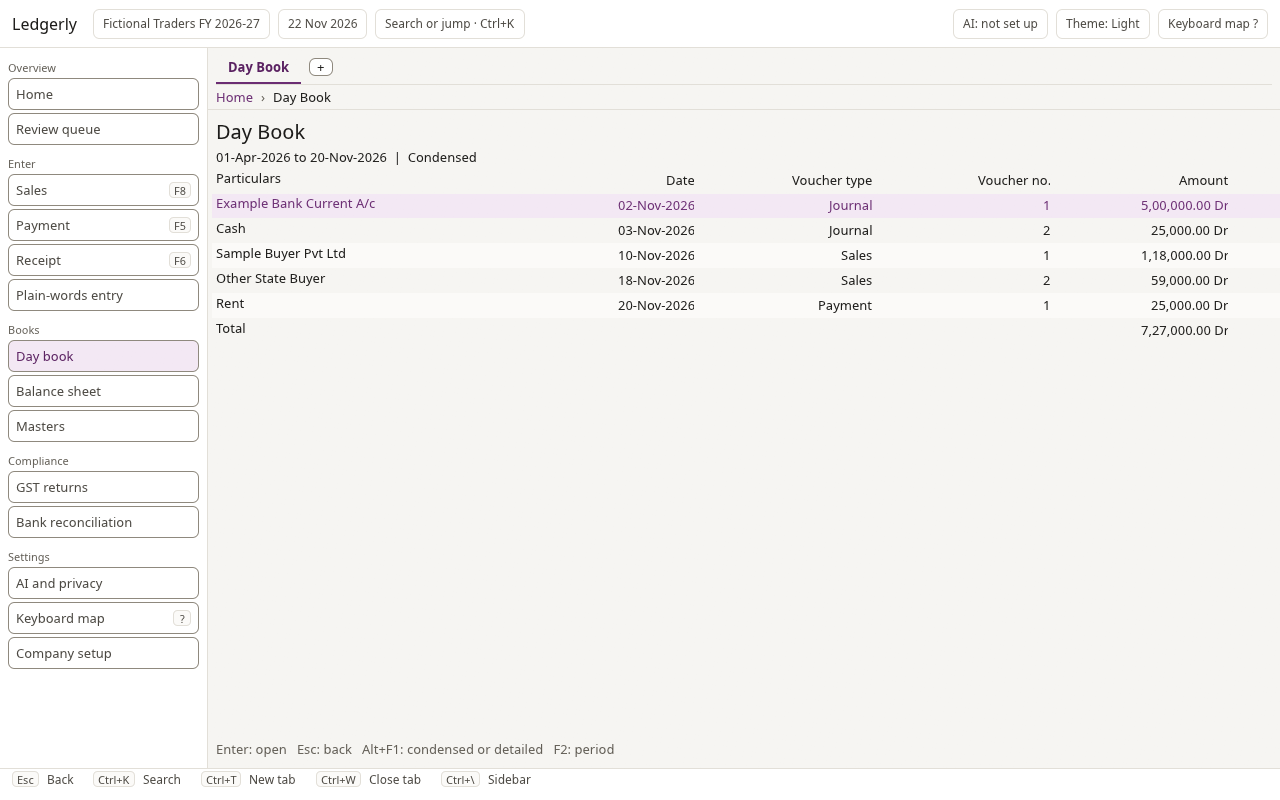 Ledgerly Fictional Traders FY 2026-27 22 Nov 2026 Search or jump · Ctrl+K AI: not set up Theme: Light Keyboard map ?
Overview
Home
Review queue
Enter
Sales F8
Payment F5
Receipt F6
Plain-words entry
Books
Day book
Balance sheet
Masters
Compliance
GST returns
Bank reconciliation
Settings
AI and privacy
Keyboard map ?
Company setup
Day Book +
Home › Day Book
Day Book
01-Apr-2026 to 20-Nov-2026 | Condensed
Particulars Date Voucher type Voucher no. Amount
Example Bank Current A/c 02-Nov-2026 Journal 1 5,00,000.00 Dr
Cash 03-Nov-2026 Journal 2 25,000.00 Dr
Sample Buyer Pvt Ltd 10-Nov-2026 Sales 1 1,18,000.00 Dr
Other State Buyer 18-Nov-2026 Sales 2 59,000.00 Dr
Rent 20-Nov-2026 Payment 1 25,000.00 Dr
Total 7,27,000.00 Dr
Enter: open Esc: back Alt+F1: condensed or detailed F2: period
Esc Back Ctrl+K Search Ctrl+T New tab Ctrl+W Close tab Ctrl+\ Sidebar